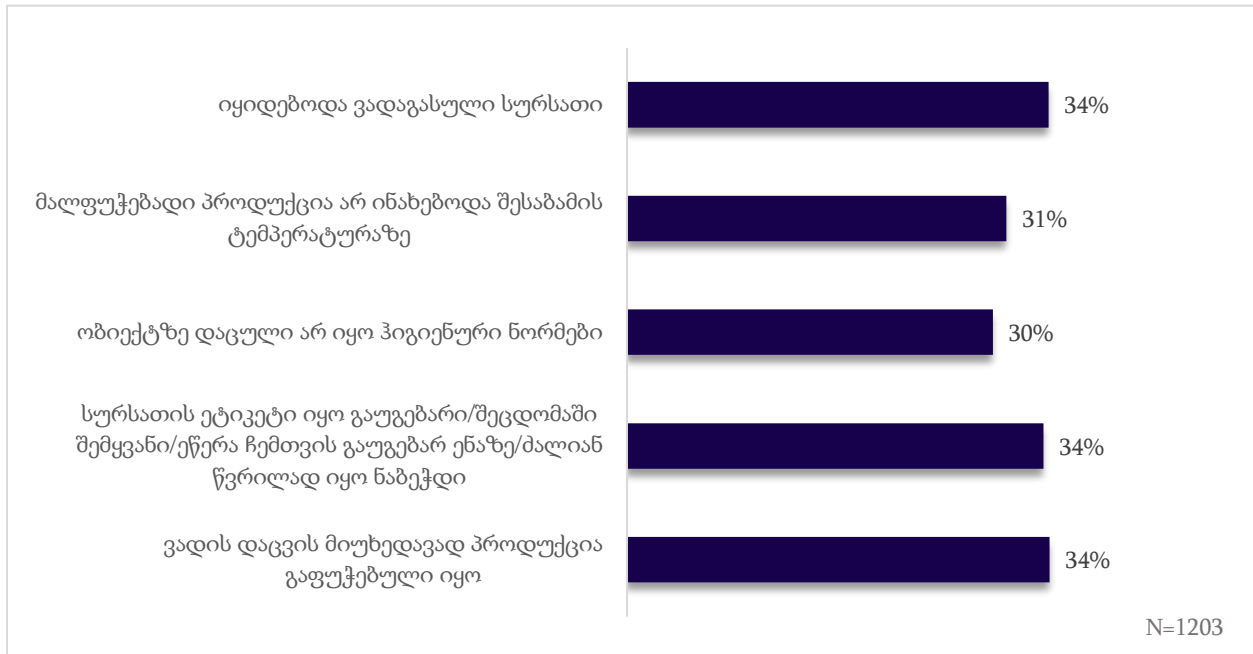 იყიდებოდა ვადაგასული სურსათი
34%
მალფუჭებადი პროდუქცია არ ინახებოდა შესაბამის
ტემპერატურაზე
31%
ობიექტზე დაცული არ იყო ჰიგიენური ნორმები
30%
სურსათის ეტიკეტი იყო გაუგებარი/შეცდომაში
შემყვანი/ეწერა ჩემთვის გაუგებარ ენაზე/ძალიან
წვრილად იყო ნაბეჭდი
34%
ვადის დაცვის მიუხედავად პროდუქცია
გაფუჭებული იყო
34%
N=1203